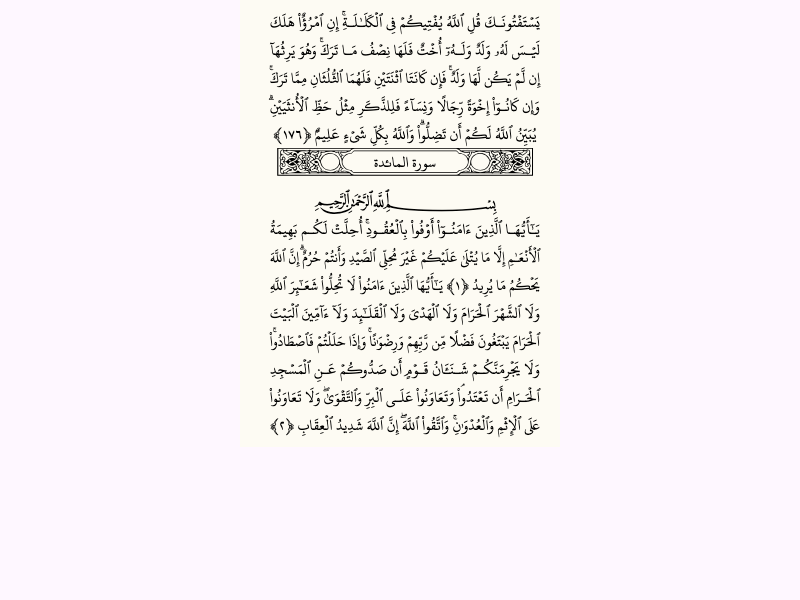 يَسۡتَفۡتُونَكَ قُلِ ٱللَّهُ يُفۡتِيكُمۡ فِي ٱلۡكَلَٰلَةِۚ إِنِ ٱمۡرُؤٌاْ هَلَكَ
لَيۡسَ لَهُۥ وَلَدٞ وَلَهُۥٓ أُخۡتٞ فَلَهَا نِصۡفُ مَا تَرَكَۚ وَهُوَ يَرِثُهَآ
إِن لَّمۡ يَكُن لَّهَا وَلَدٞۚ فَإِن كَانَتَا ٱثۡنَتَيۡنِ فَلَهُمَا ٱلثُّلُثَانِ مِمَّا تَرَكَۚ
وَإِن كَانُوٓاْ إِخۡوَةٗ رِّجَالٗا وَنِسَآءٗ فَلِلذَّكَرِ مِثۡلُ حَظِّ ٱلۡأُنثَيَيۡنِۗ
يُبَيِّنُ ٱللَّهُ لَكُمۡ أَن تَضِلُّواْۗ وَٱللَّهُ بِكُلِّ شَيۡءٍ عَلِيمٞ ﴿١٧٦﴾
سورة المائدة
بِسۡمِ ٱللَّهِ ٱلرَّحۡمَٰنِ ٱلرَّحِيمِ
يَٰٓأَيُّهَا ٱلَّذِينَ ءَامَنُوٓاْ أَوۡفُواْ بِٱلۡعُقُودِۚ أُحِلَّتۡ لَكُم بَهِيمَةُ
ٱلۡأَنۡعَٰمِ إِلَّا مَا يُتۡلَىٰ عَلَيۡكُمۡ غَيۡرَ مُحِلِّي ٱلصَّيۡدِ وَأَنتُمۡ حُرُمٌۗ إِنَّ ٱللَّهَ
يَحۡكُمُ مَا يُرِيدُ ﴿١﴾ يَٰٓأَيُّهَا ٱلَّذِينَ ءَامَنُواْ لَا تُحِلُّواْ شَعَٰٓئِرَ ٱللَّهِ
وَلَا ٱلشَّهۡرَ ٱلۡحَرَامَ وَلَا ٱلۡهَدۡيَ وَلَا ٱلۡقَلَٰٓئِدَ وَلَآ ءَآمِّينَ ٱلۡبَيۡتَ
ٱلۡحَرَامَ يَبۡتَغُونَ فَضۡلٗا مِّن رَّبِّهِمۡ وَرِضۡوَٰنٗاۚ وَإِذَا حَلَلۡتُمۡ فَٱصۡطَادُواْۚ
وَلَا يَجۡرِمَنَّكُمۡ شَنَـَٔانُ قَوۡمٍ أَن صَدُّوكُمۡ عَنِ ٱلۡمَسۡجِدِ
ٱلۡحَرَامِ أَن تَعۡتَدُواْۘ وَتَعَاوَنُواْ عَلَى ٱلۡبِرِّ وَٱلتَّقۡوَىٰۖ وَلَا تَعَاوَنُواْ
عَلَى ٱلۡإِثۡمِ وَٱلۡعُدۡوَٰنِۚ وَٱتَّقُواْ ٱللَّهَۖ إِنَّ ٱللَّهَ شَدِيدُ ٱلۡعِقَابِ ﴿٢﴾